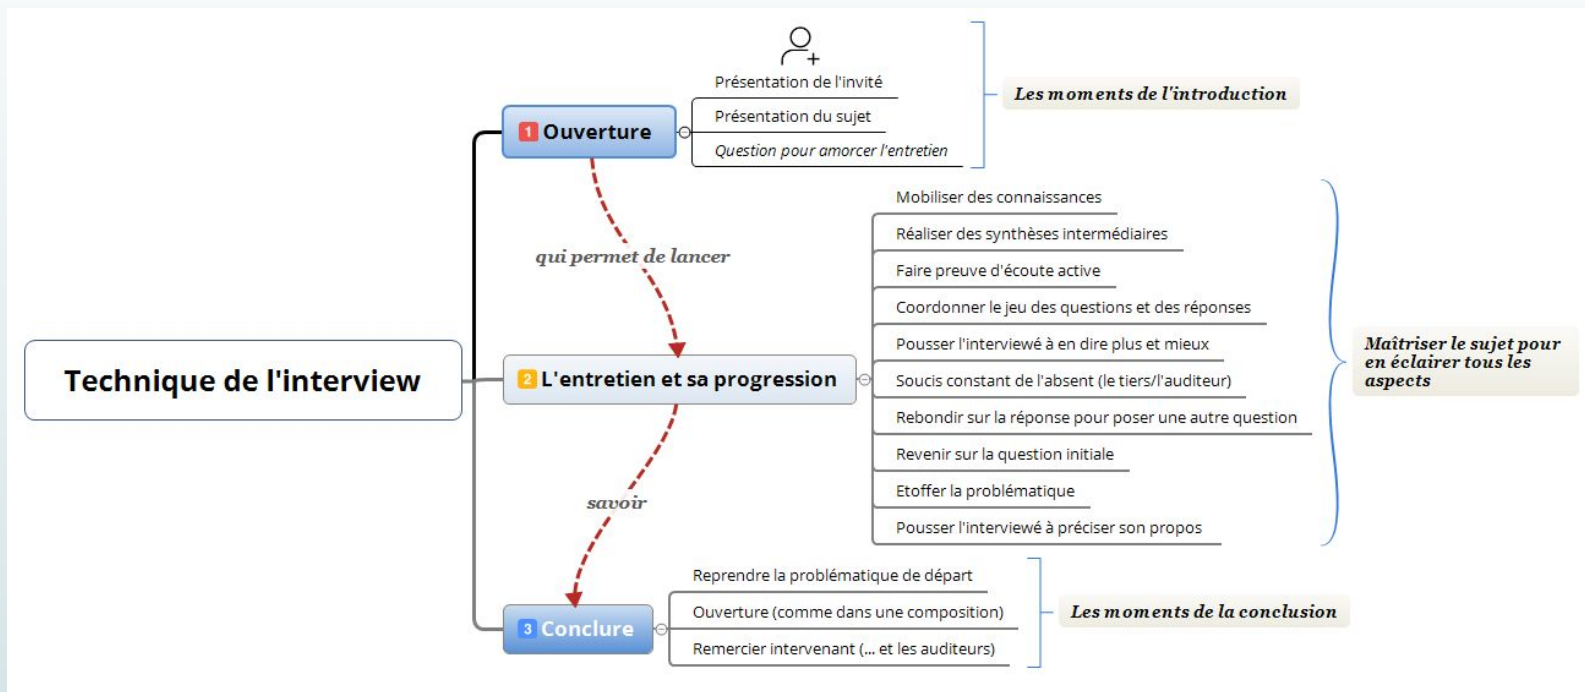 Technique de l'interview
1 Ouverture
Présentation de l'invité
Présentation du sujet
Question pour amorcer l'entretien
Les moments de l'introduction
qui permet de lancer
2 L'entretien et sa progression
Mobiliser des connaissances
Réaliser des synthèses intermédiaires
Faire preuve d'écoute active
Coordonner le jeu des questions et des réponses
Pousser l'interviewé à en dire plus et mieux
Soucis constant de l'absent (le tiers/l'auditeur)
Rebondir sur la réponse pour poser une autre question
Revenir sur la question initiale
Etoffer la problématique
Pousser l'interviewé à préciser son propos
Maîtriser le sujet pour
en éclairer tous les
aspects
savoir
3 Conclure
Reprendre la problématique de départ
Ouverture (comme dans une composition)
Remercier intervenant (... et les auditeurs)
Les moments de la conclusion